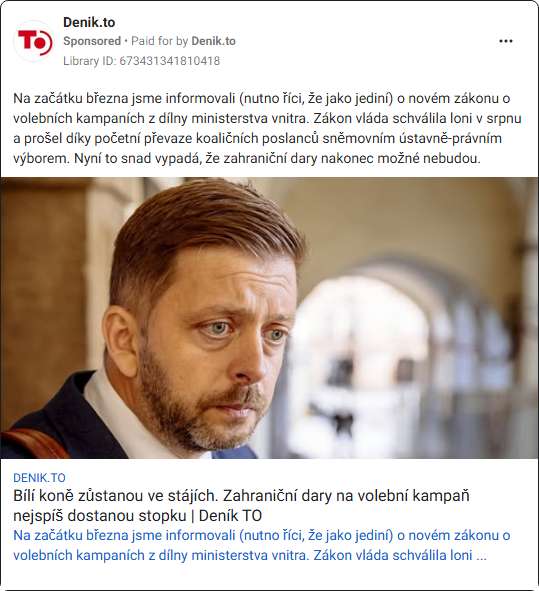 TO
Denik.to
Sponsored • Paid for by Denik.to
Library ID: 673431341810418
Na začátku března jsme informovali (nutno říci, že jako jediní) o novém zákonu o
volebních kampaních z dílny ministerstva vnitra. Zákon vláda schválila loni v srpnu
a prošel díky početní převaze koaličních poslanců sněmovním ústavně-právním
výborem. Nyní to snad vypadá, že zahraniční dary nakonec možné nebudou.
DENIK.TO
Bílí koně zůstanou ve stájích. Zahraniční dary na volební kampaň
nejspíš dostanou stopku | Deník TO
Na začátku března jsme informovali (nutno říci, že jako jediní) o novém zákonu o
volebních kampaních z dílny ministerstva vnitra. Zákon vláda schválila loni ...